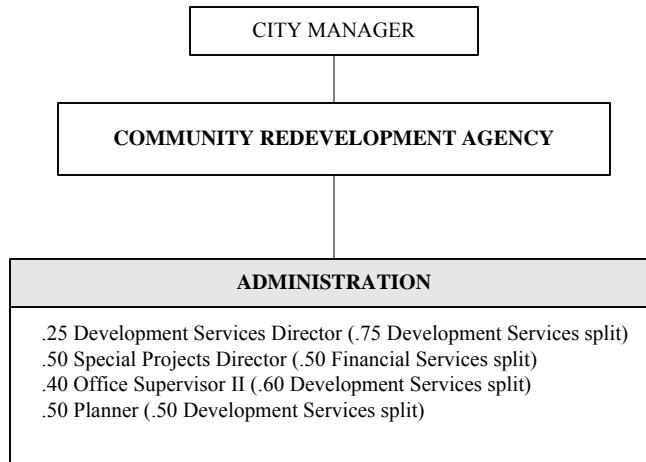 CITY MANAGER
COMMUNITY REDEVELOPMENT AGENCY
ADMINISTRATION
.25 Development Services Director (.75 Development Services split)
.50 Special Projects Director (.50 Financial Services split)
.40 Office Supervisor II (.60 Development Services split)
.50 Planner (.50 Development Services split)